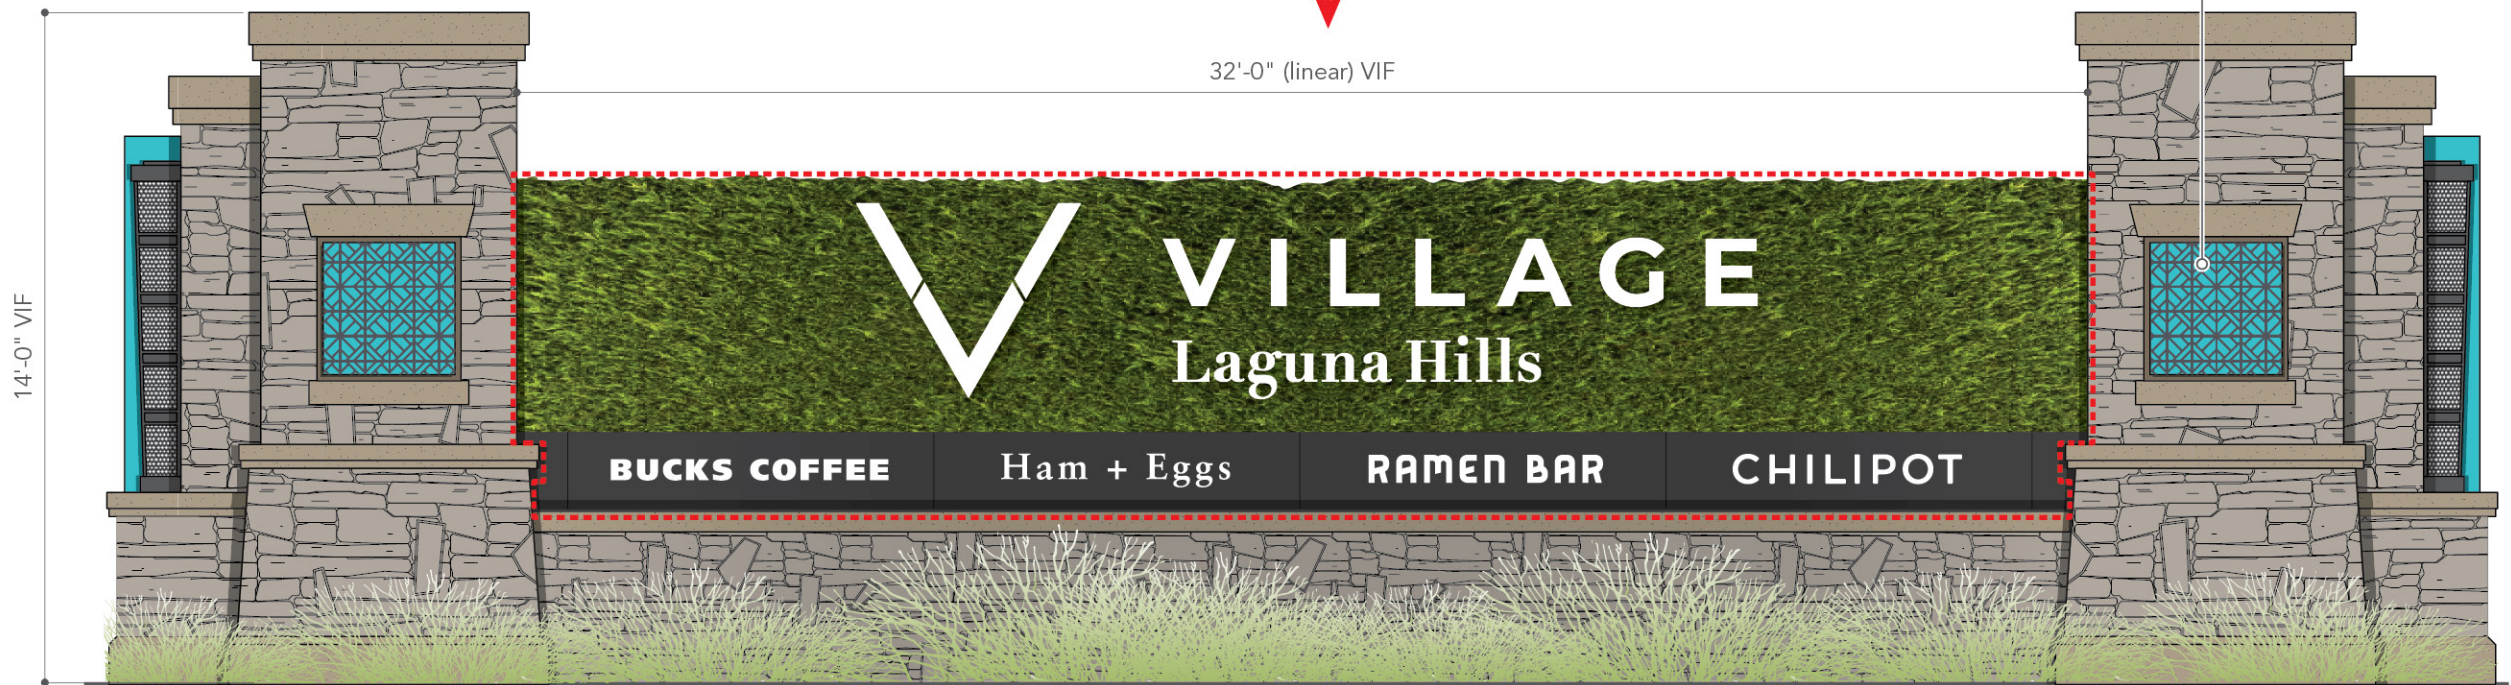 32'-0" (linear) VIF
14'-0" VIF
VILLAGE
Laguna Hills
BUCKS COFFEE
Ham + Eggs
RAMEN BAR
CHILIPOT